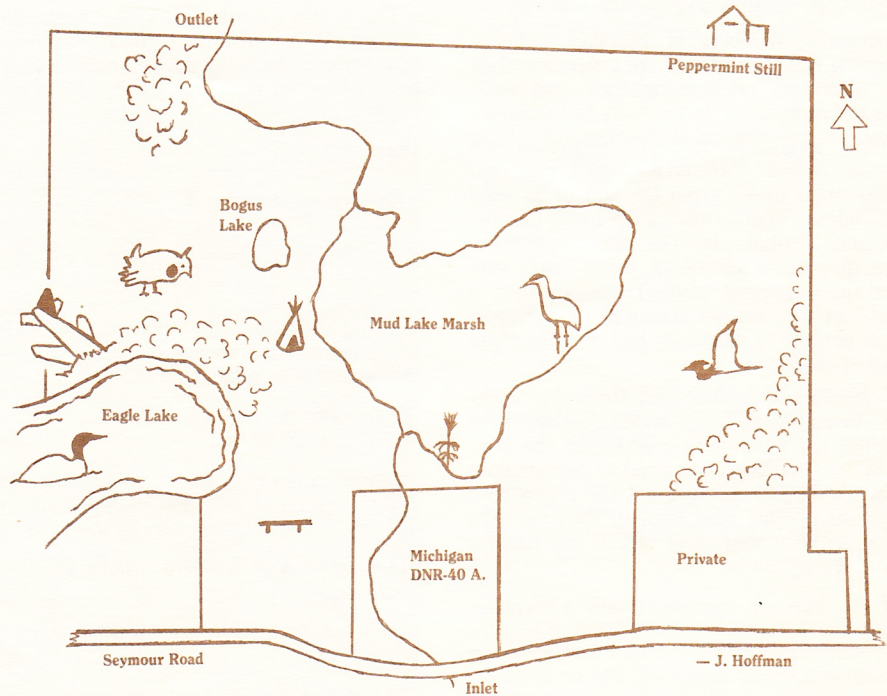 Outlet
Peppermint Still
N
Bogus
Lake
Mud Lake Marsh
Eagle Lake
Michigan
DNR-40 A.
Private
Seymour Road
— J. Hoffman
Inlet